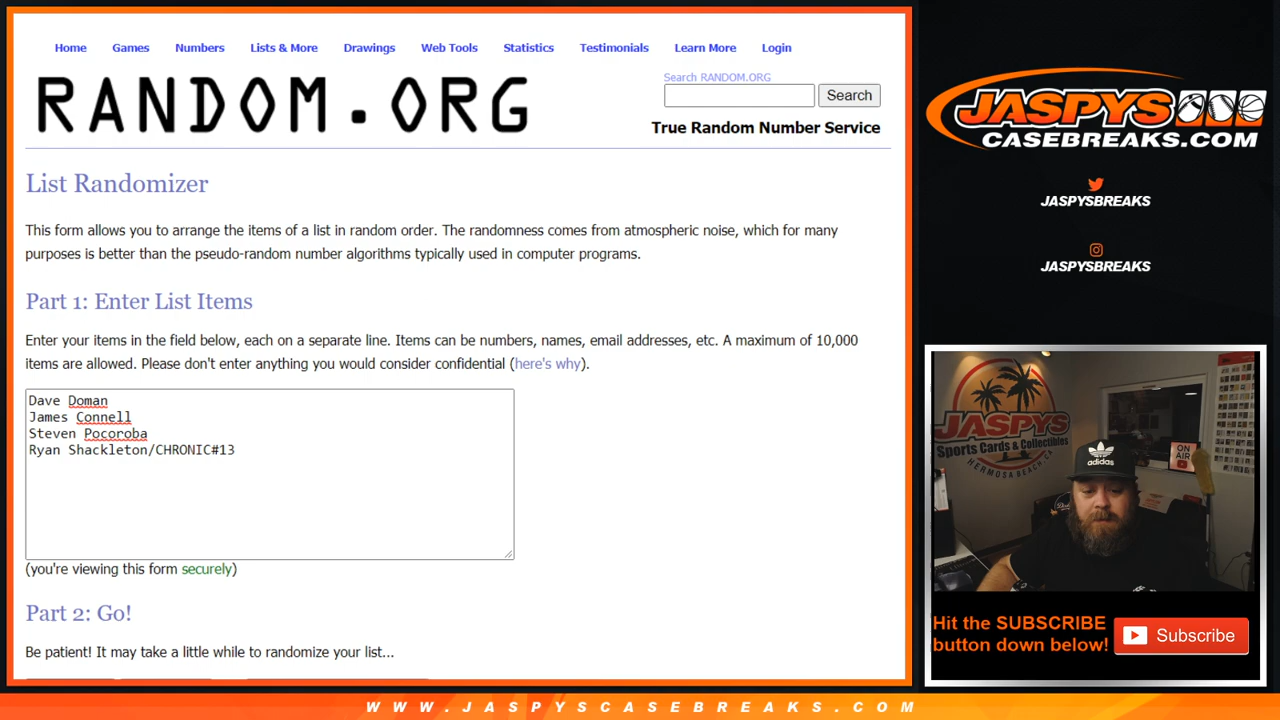 Home Games Numbers Lists & More Drawings Web Tools Statistics Testimonials Learn More Login
RANDOM.ORG
Search RANDOM.ORG
Search
True Random Number Service
List Randomizer
This form allows you to arrange the items of a list in random order. The randomness comes from atmospheric noise, which for many
purposes is better than the pseudo-random number algorithms typically used in computer programs.
Part 1: Enter List Items
Enter your items in the field below, each on a separate line. Items can be numbers, names, email addresses, etc. A maximum of 10,000
items are allowed. Please don't enter anything you would consider confidential (here's why).
Dave Doman
James Connell
Steven Pocoroba
Ryan Shackleton/CHRONIC#13
(you're viewing this form securely)
Part 2: Go!
Be patient! It may take a little while to randomize your list...
JASPYS
CASEBREAKS.COM
JASPYSBREAKS
JASPYSBREAKS
JASPYS
Sports Cards & Collectibles
HERMOSA BEACH, CA
ON AIR
adidas
Hit the SUBSCRIBE
button down below!
Subscribe
WWW.JASPYSCASEBREAKS.COM